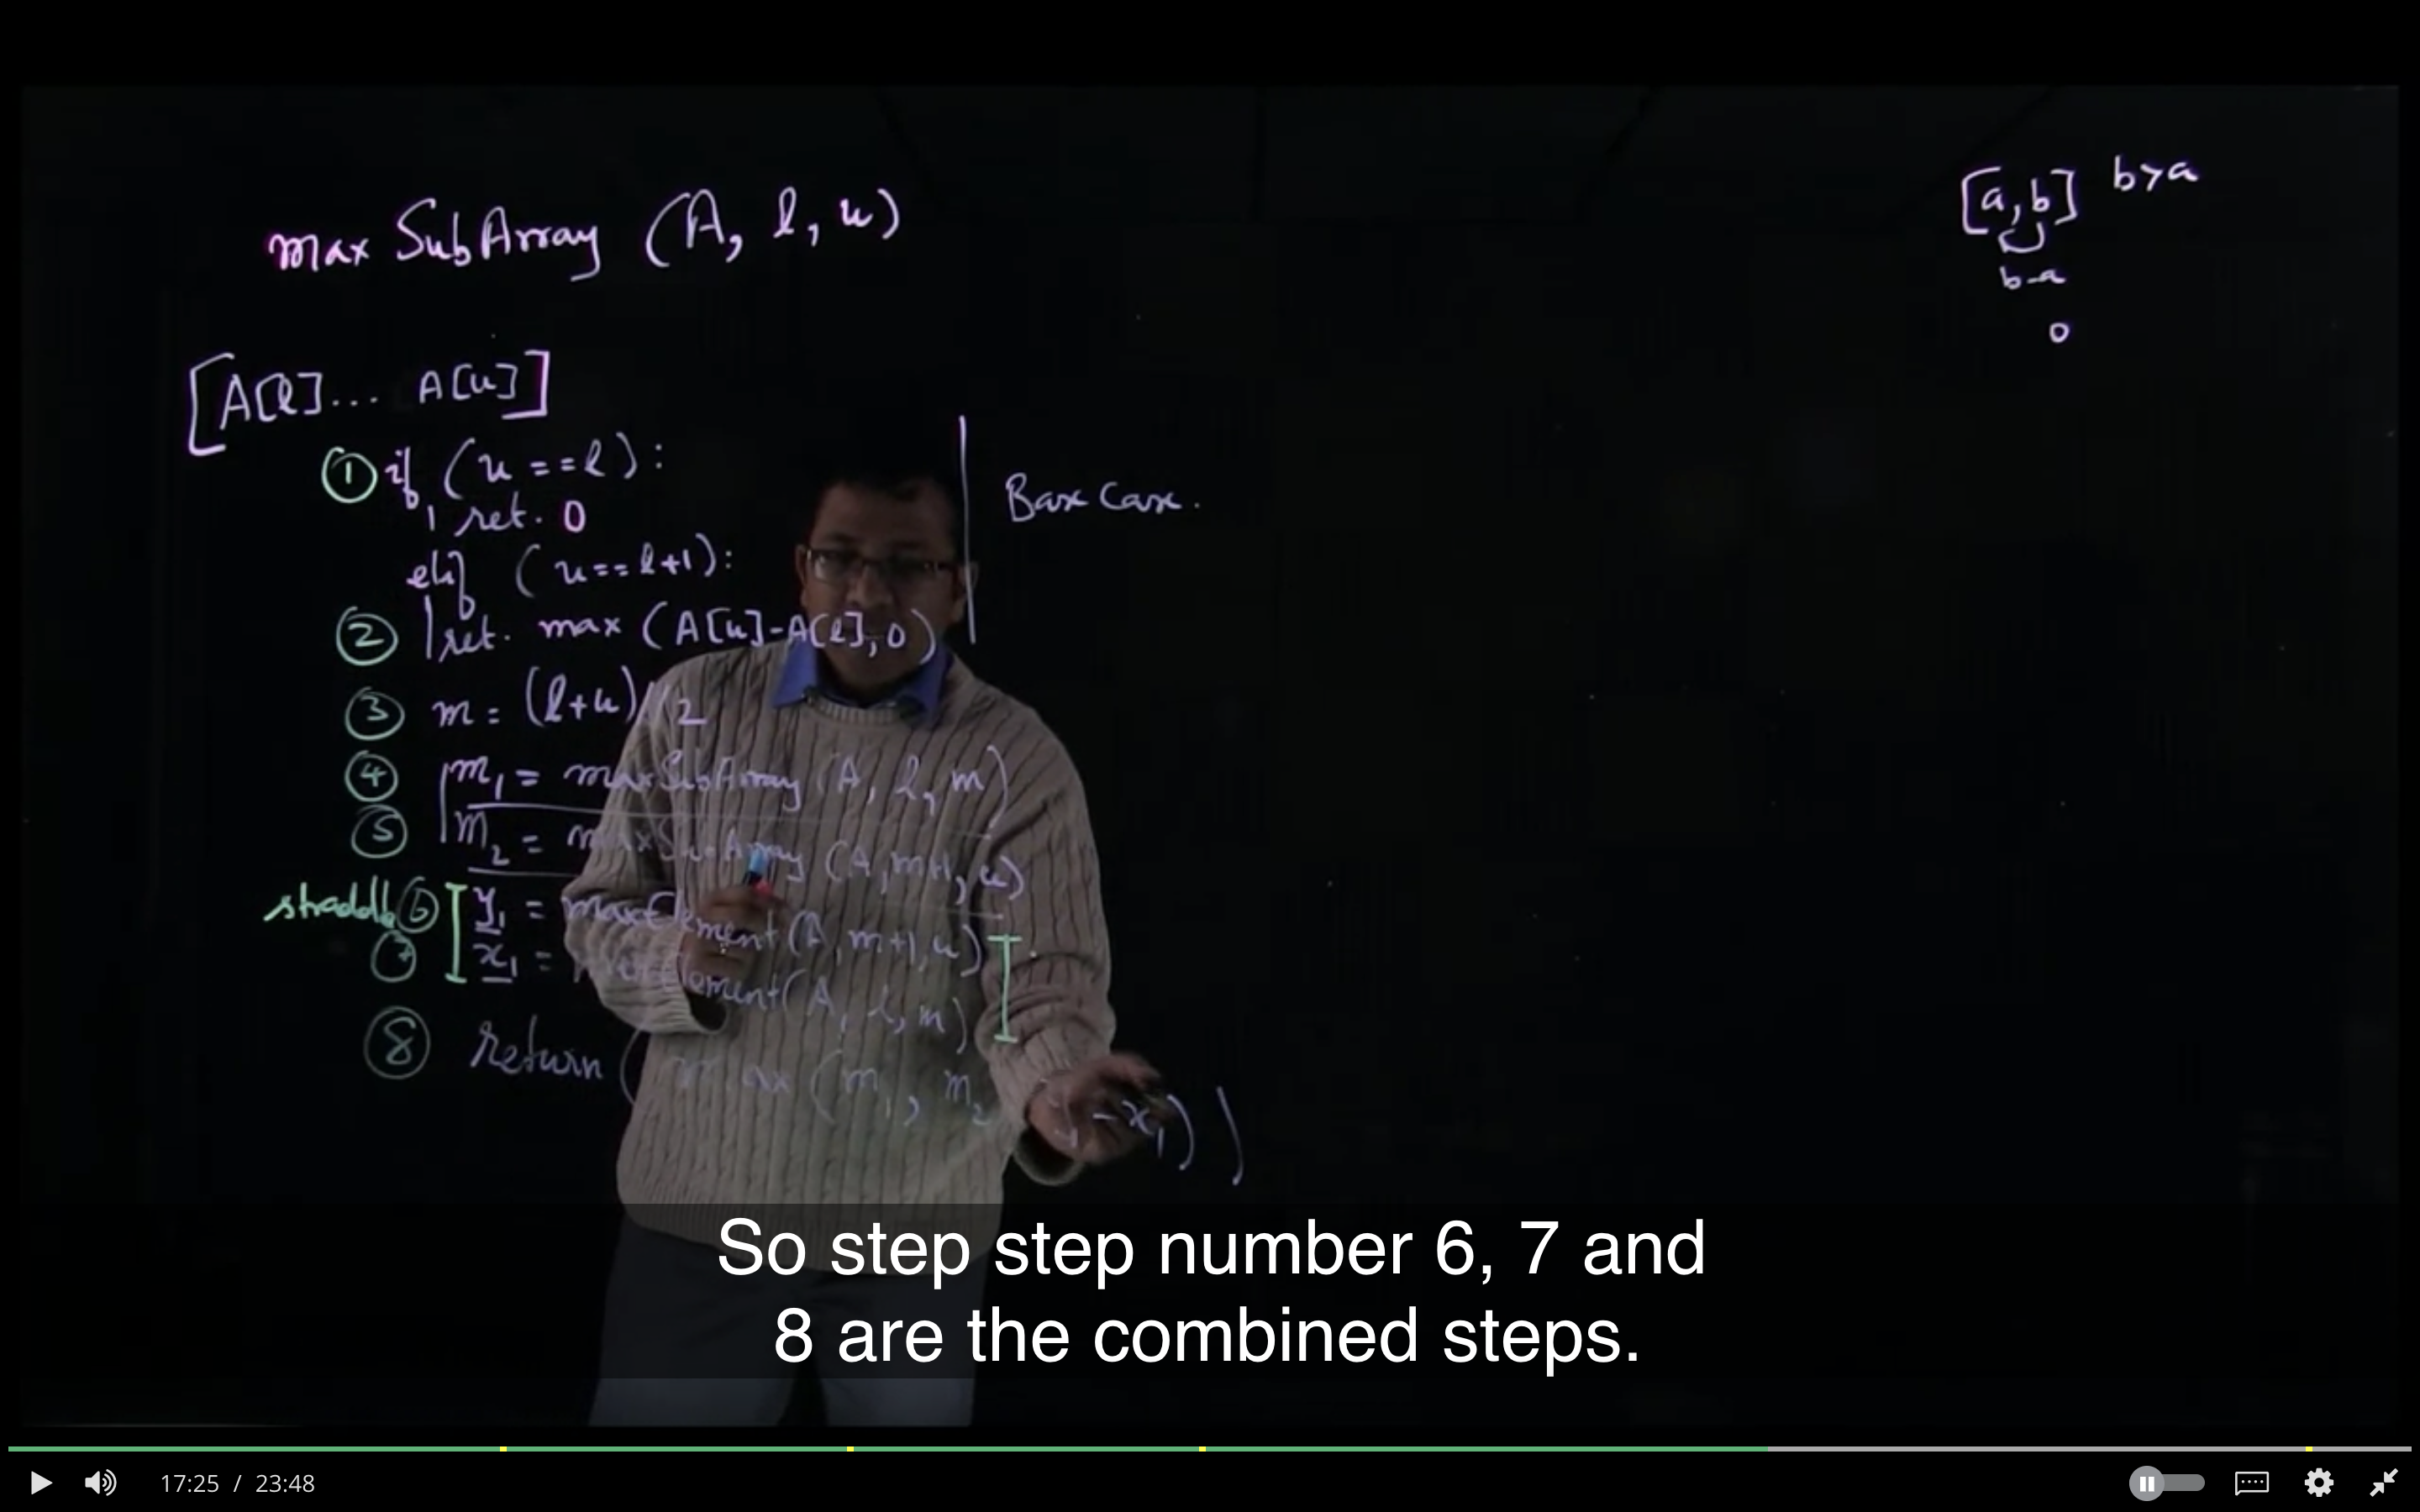 max SubArray (A, l, u)
[a, b] b>a
b-a
0
[A[l]... A[u]]
① if (u==l):
ret. 0
Base Case.
elif (u==l+1):
② ret. max (A[u]-A[l], 0)
③ m = (l+u)//2
④ m₁ = maxSubArray (A, l, m)
⑤ m₂ = maxSubArray (A, m+1, u)
straddle ⑥ y₁ = maxElement (A, m+1, u)
⑦ x₁ = Element (A, l, m)
⑧ return (max (m₁, m₂ -x₁))
So step step number 6, 7 and
8 are the combined steps.
17:25 / 23:48